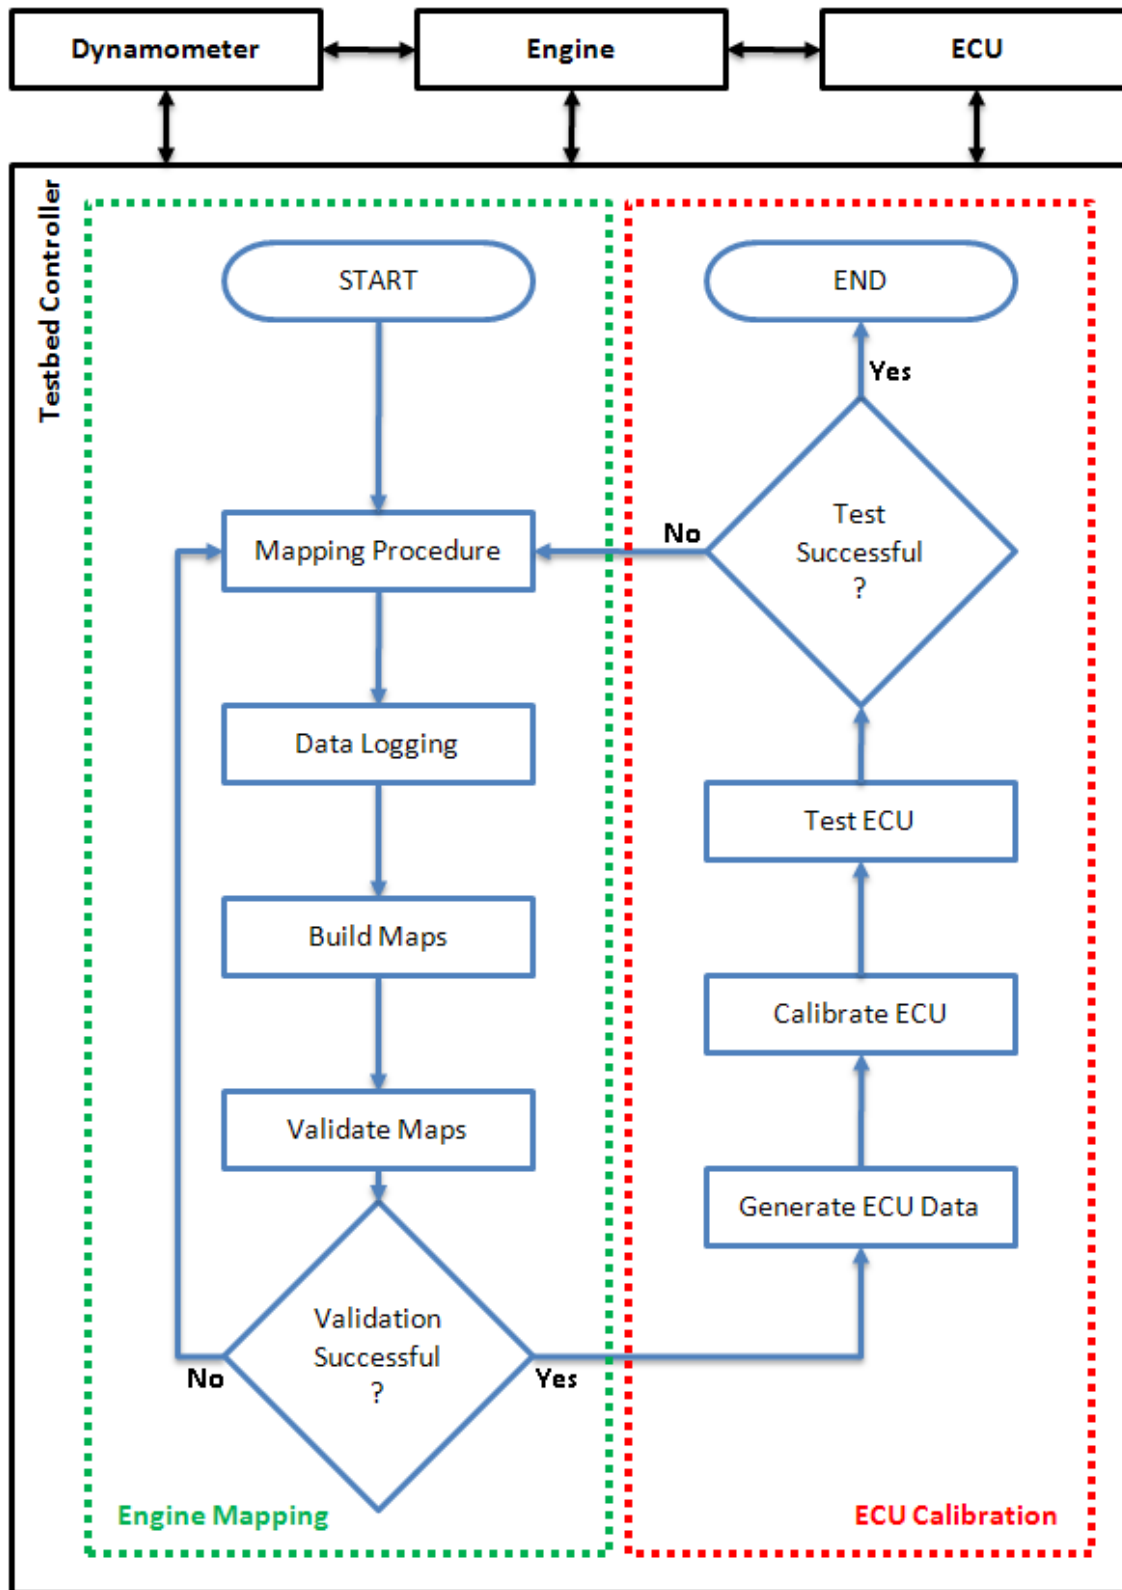 Dynamometer
Engine
ECU
Testbed Controller
START
Mapping Procedure
Data Logging
Build Maps
Validate Maps
Validation
Successful
?
No
Yes
Engine Mapping
END
Yes
Test
Successful
?
No
Test ECU
Calibrate ECU
Generate ECU Data
ECU Calibration